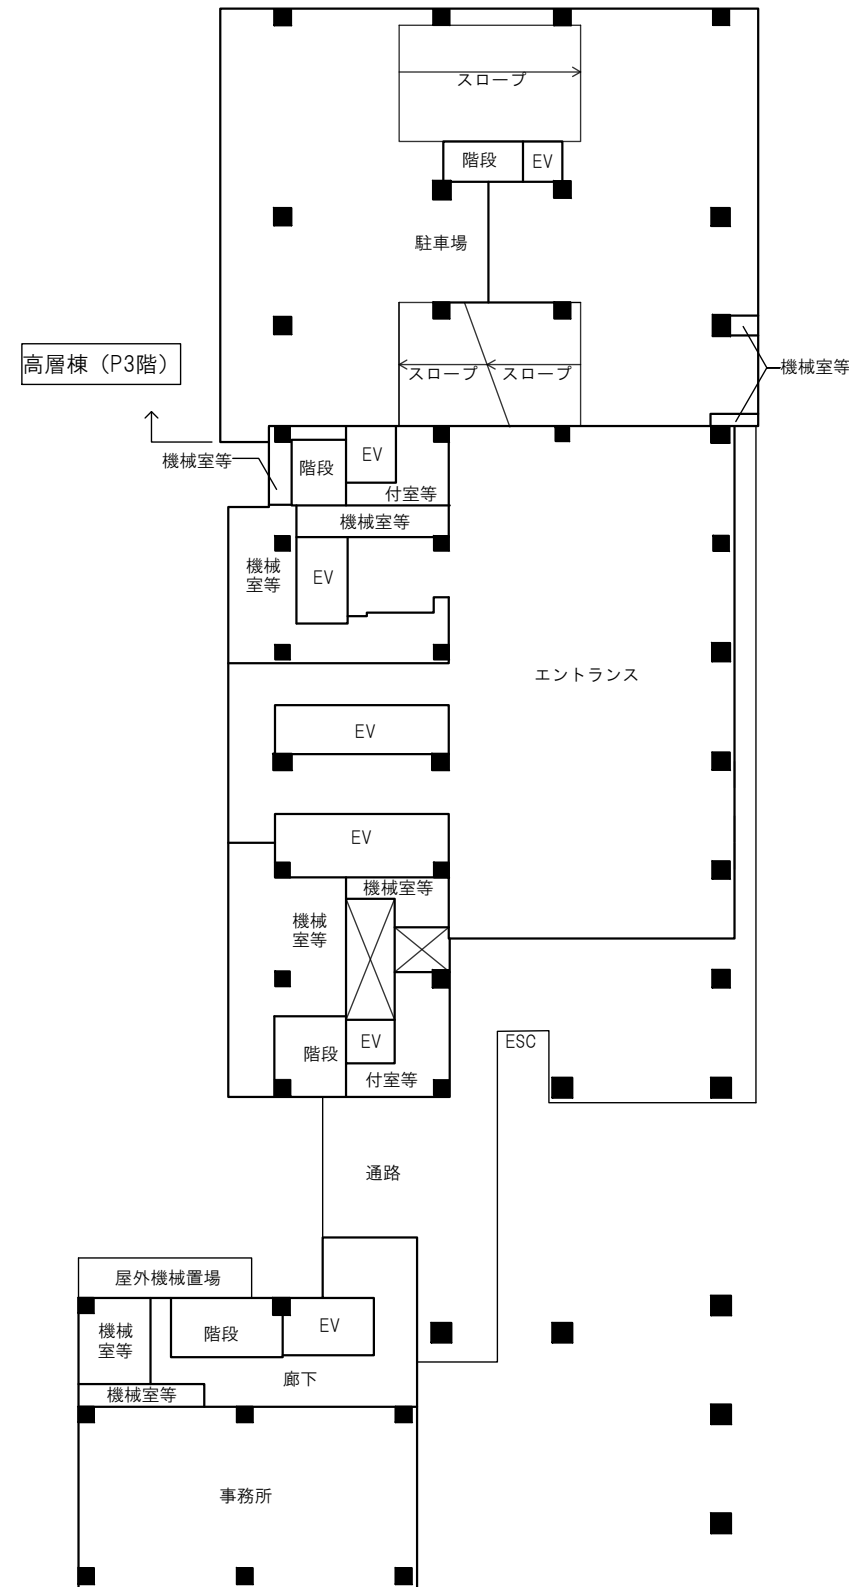 スロープ
階段
EV
駐車場
高層棟（P3階）
スロープ
スロープ
機械室等
機械室等
階段
EV
付室等
機械室等
機械
室等
EV
エントランス
EV
EV
機械室等
機械
室等
階段
EV
付室等
ESC
通路
屋外機械置場
機械
室等
階段
EV
廊下
機械室等
事務所